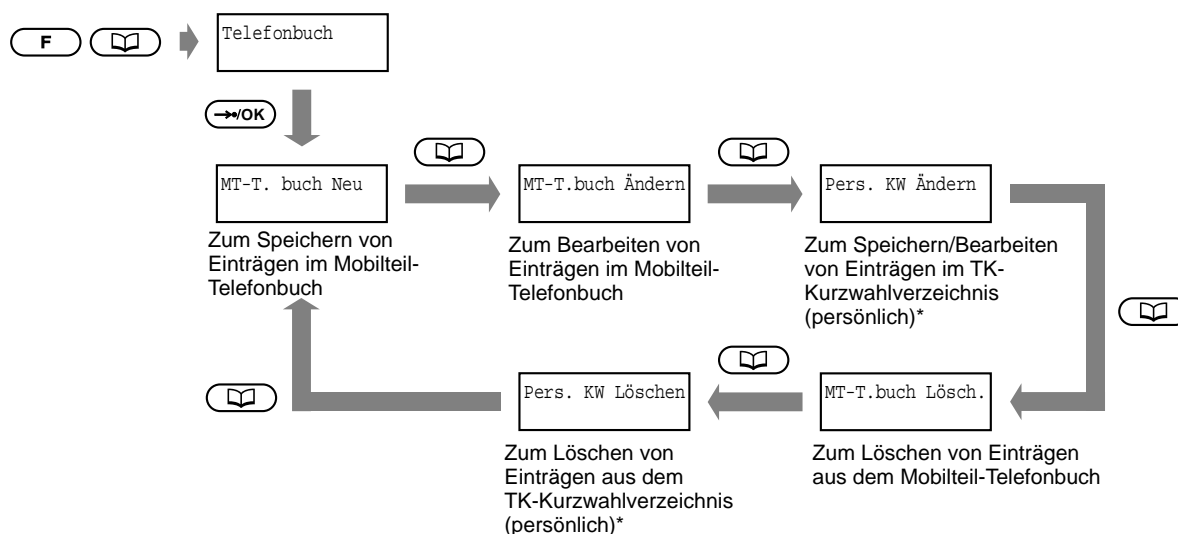 F
Telefonbuch
/OK
MT-T. buch Neu
MT-T.buch Ändern
Pers. KW Ändern
Zum Speichern von
Einträgen im Mobilteil-
Telefonbuch
Zum Bearbeiten von
Einträgen im Mobilteil-
Telefonbuch
Zum Speichern/Bearbeiten
von Einträgen im TK-
Kurzwahlverzeichnis
(persönlich)*
Pers. KW Löschen
MT-T.buch Lösch.
Zum Löschen von
Einträgen aus dem
TK-Kurzwahlverzeichnis
(persönlich)*
Zum Löschen von Einträgen
aus dem Mobilteil-Telefonbuch